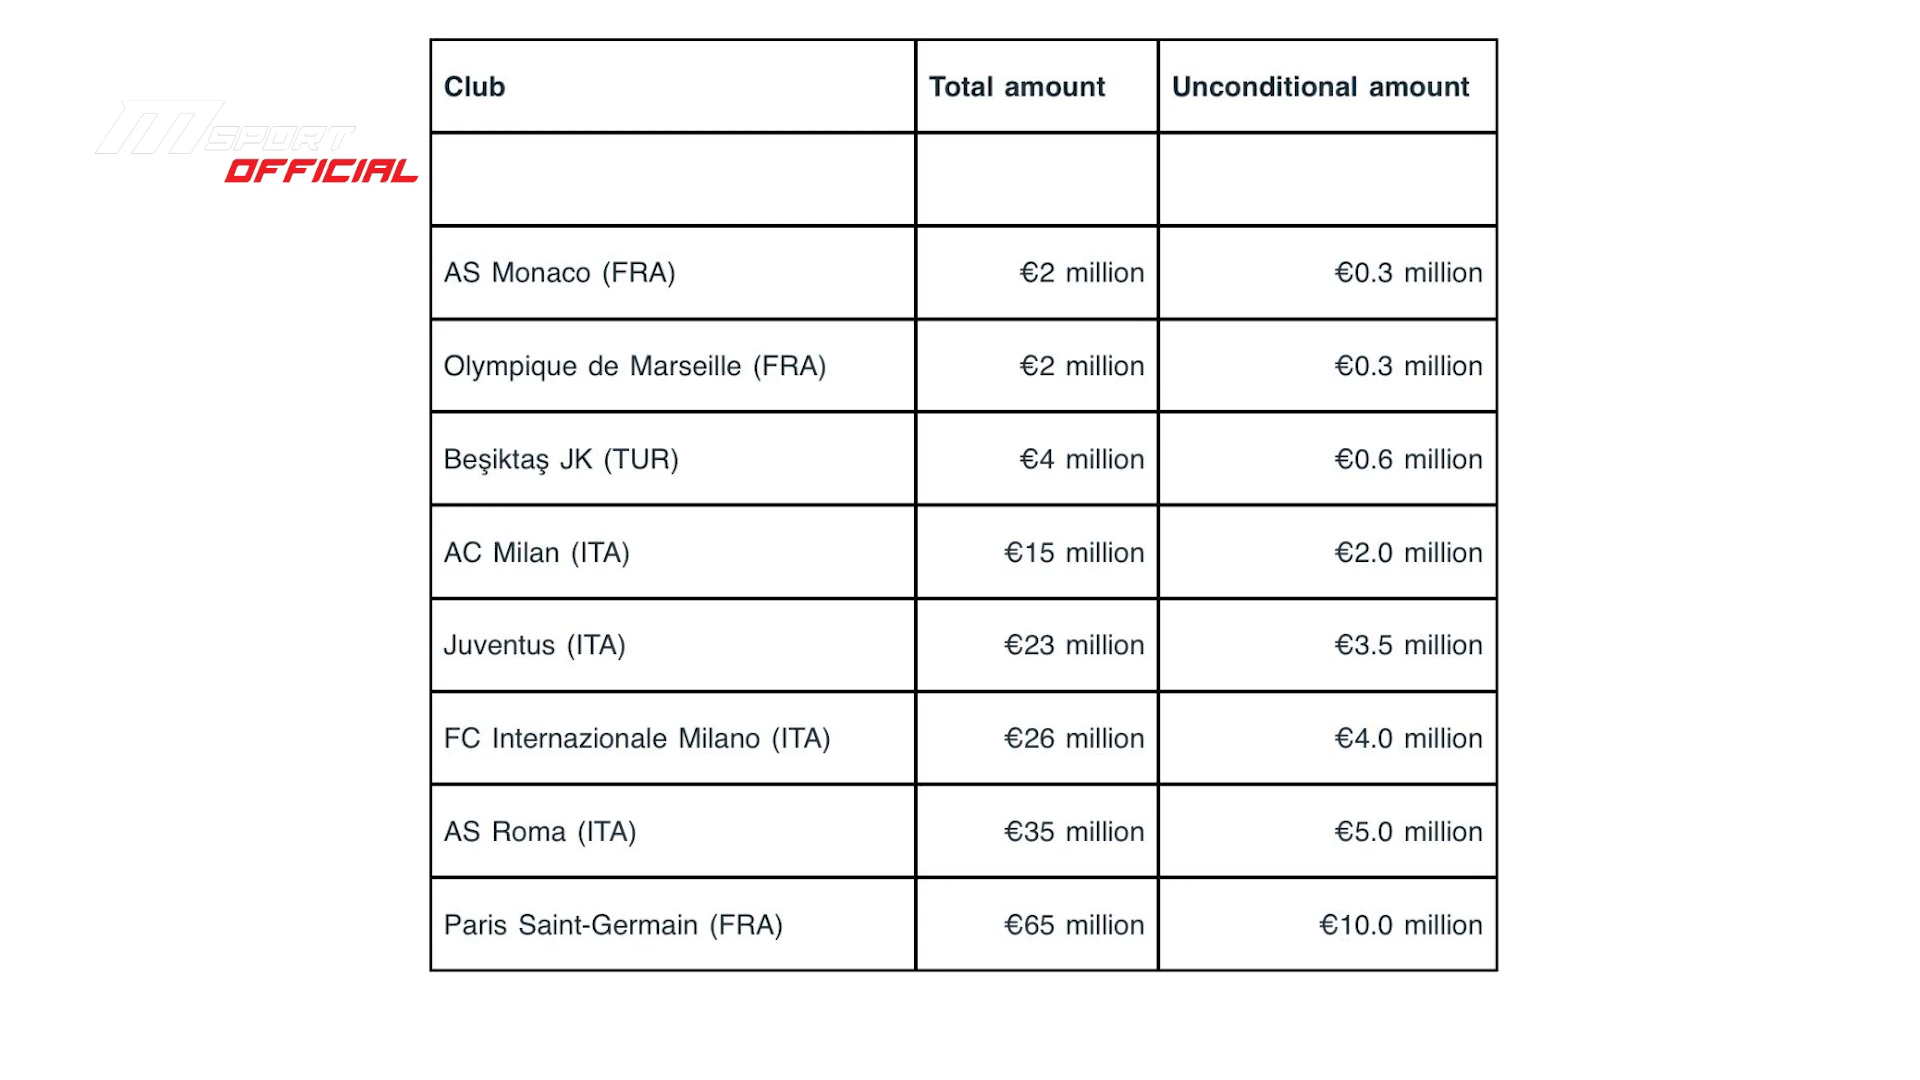 M SPORT
OFFICIAL
Club Total amount Unconditional amount
AS Monaco (FRA) €2 million €0.3 million
Olympique de Marseille (FRA) €2 million €0.3 million
Beşiktaş JK (TUR) €4 million €0.6 million
AC Milan (ITA) €15 million €2.0 million
Juventus (ITA) €23 million €3.5 million
FC Internazionale Milano (ITA) €26 million €4.0 million
AS Roma (ITA) €35 million €5.0 million
Paris Saint-Germain (FRA) €65 million €10.0 million